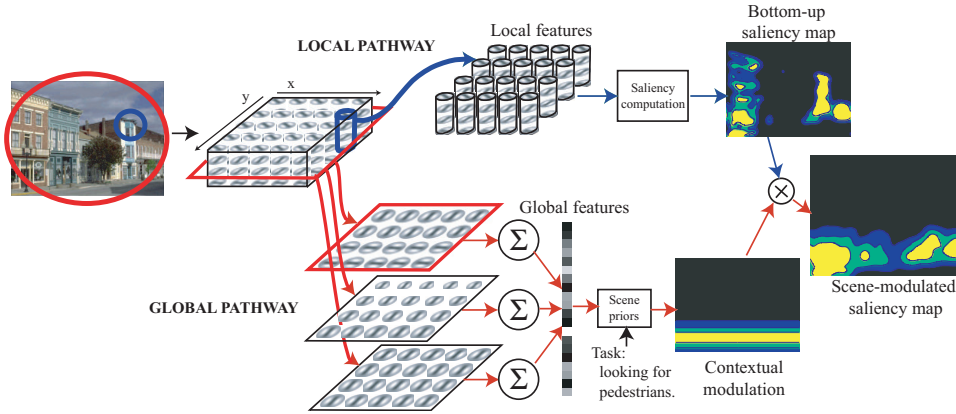 Bottom-up
saliency map
Local features
LOCAL PATHWAY
x
y
Saliency
computation
×
Global features
Σ
Σ
Σ
GLOBAL PATHWAY
Scene
priors
Task:
looking for
pedestrians.
Contextual
modulation
Scene-modulated
saliency map